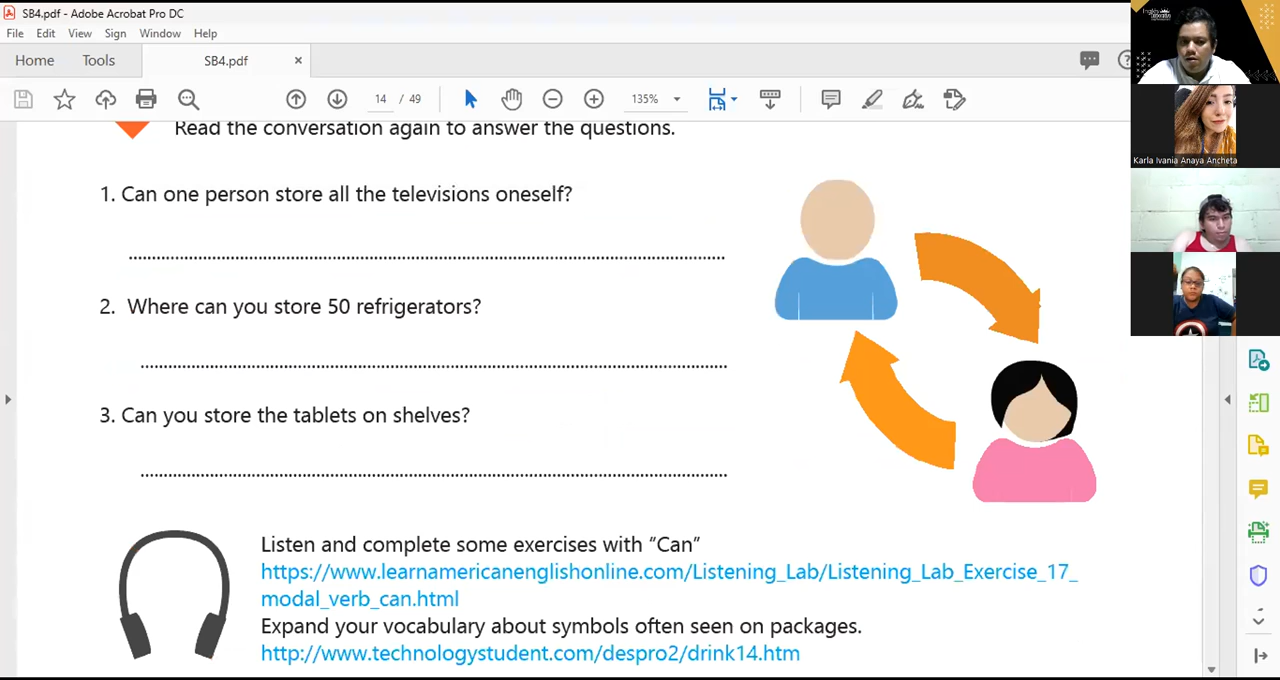 SB4.pdf - Adobe Acrobat Pro DC
File Edit View Sign Window Help
Home Tools SB4.pdf ×
14 / 49 135%
Read the conversation again to answer the questions.
1. Can one person store all the televisions oneself?
2. Where can you store 50 refrigerators?
3. Can you store the tablets on shelves?
Listen and complete some exercises with “Can”
https://www.learnamericanenglishonline.com/Listening_Lab/Listening_Lab_Exercise_17_
modal_verb_can.html
Expand your vocabulary about symbols often seen on packages.
http://www.technologystudent.com/despro2/drink14.htm
Karla Ivania Anaya Ancheta